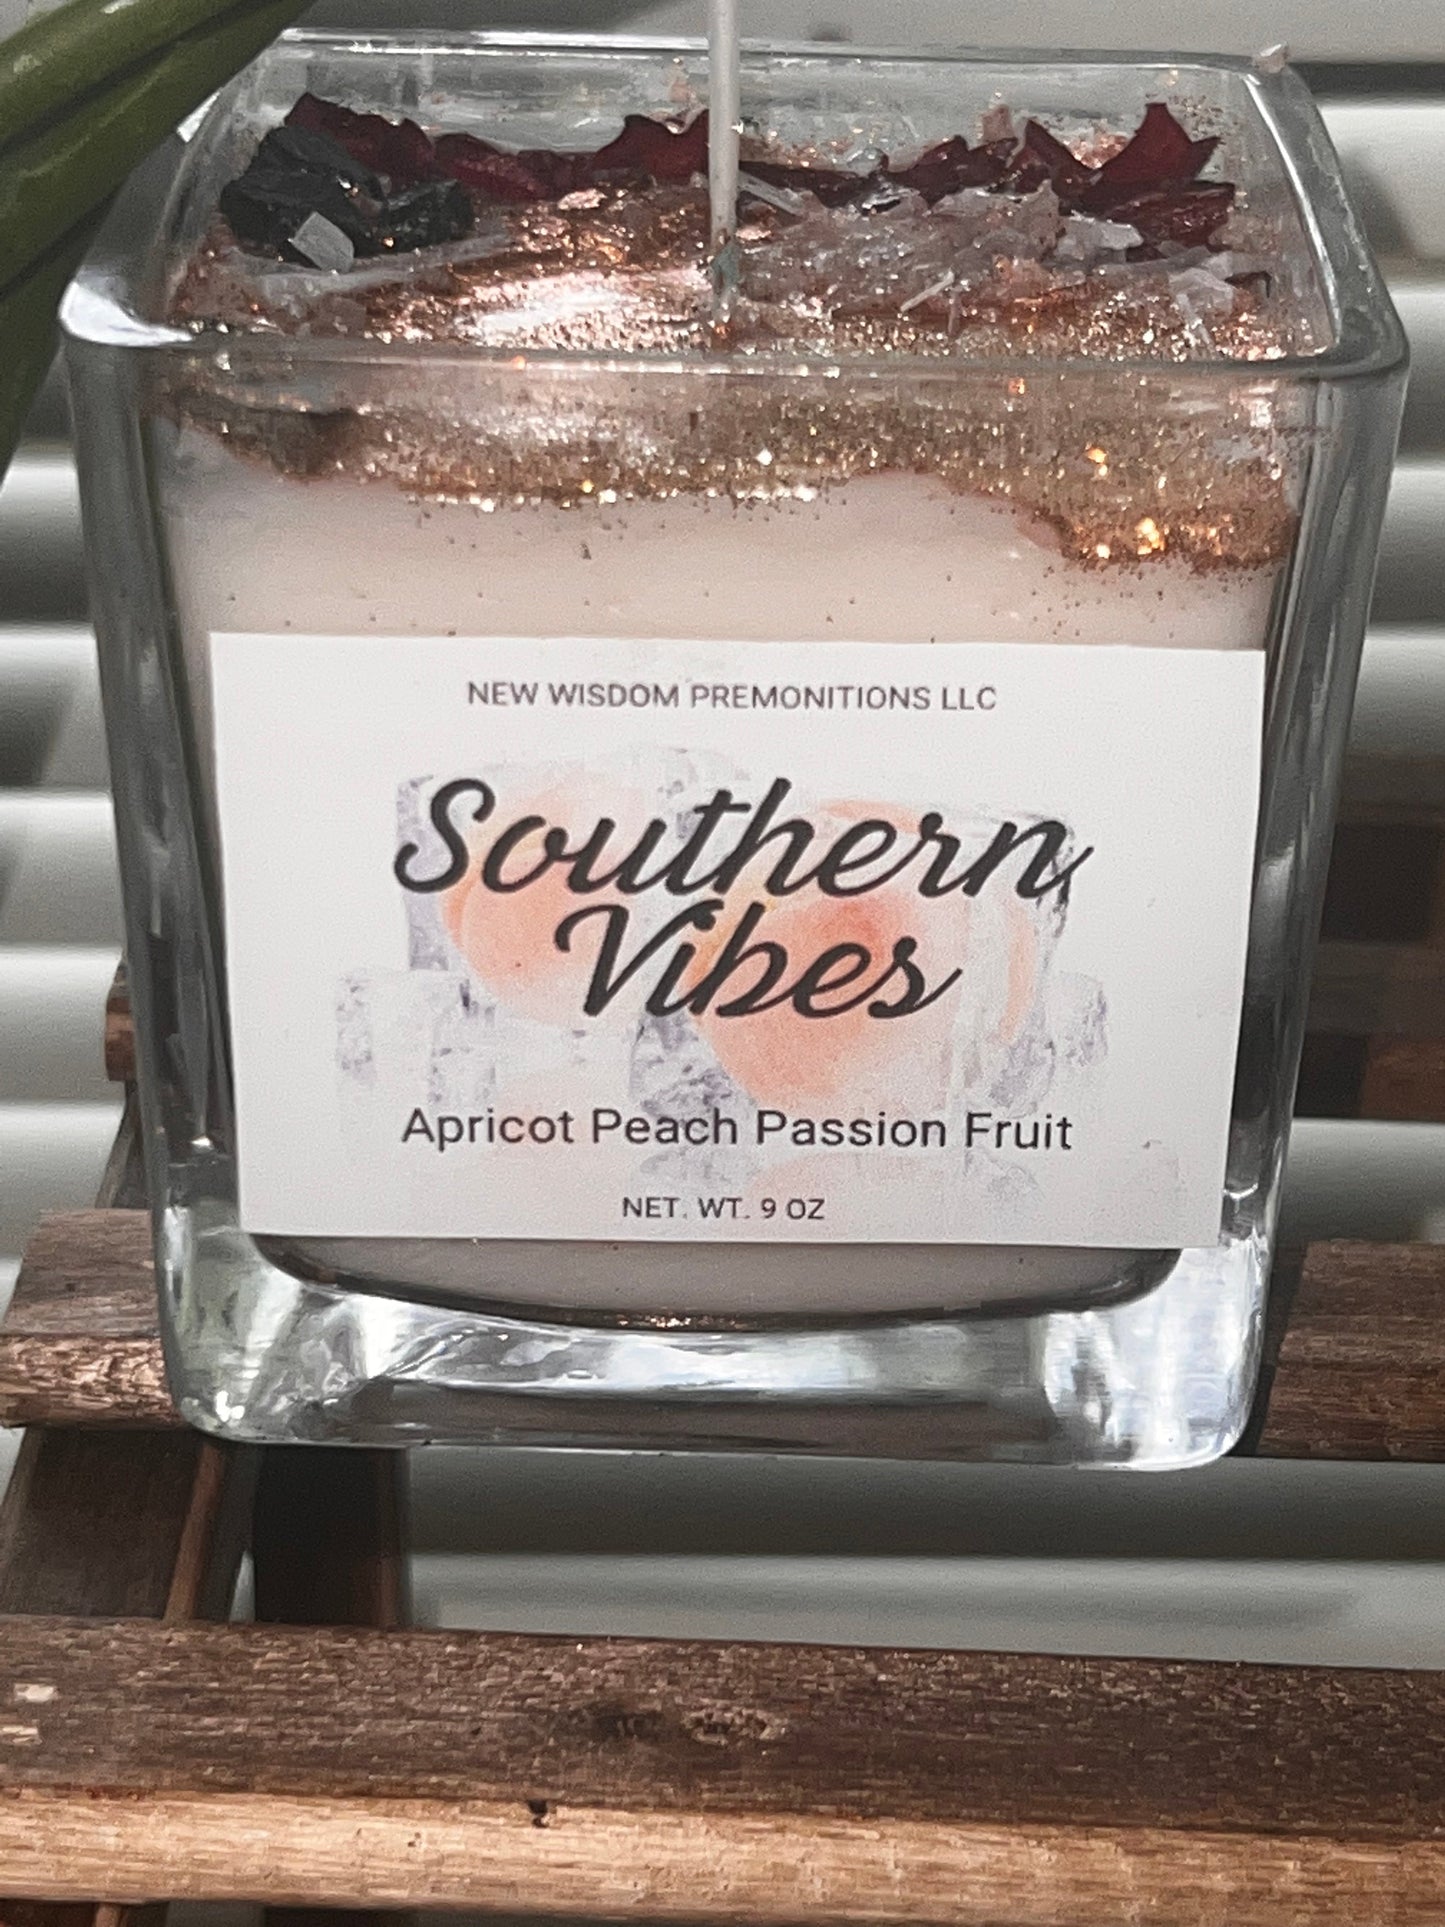 NEW WISDOM PREMONITIONS LLC
Southern
Vibes
Apricot Peach Passion Fruit
NET. WT. 9 OZ